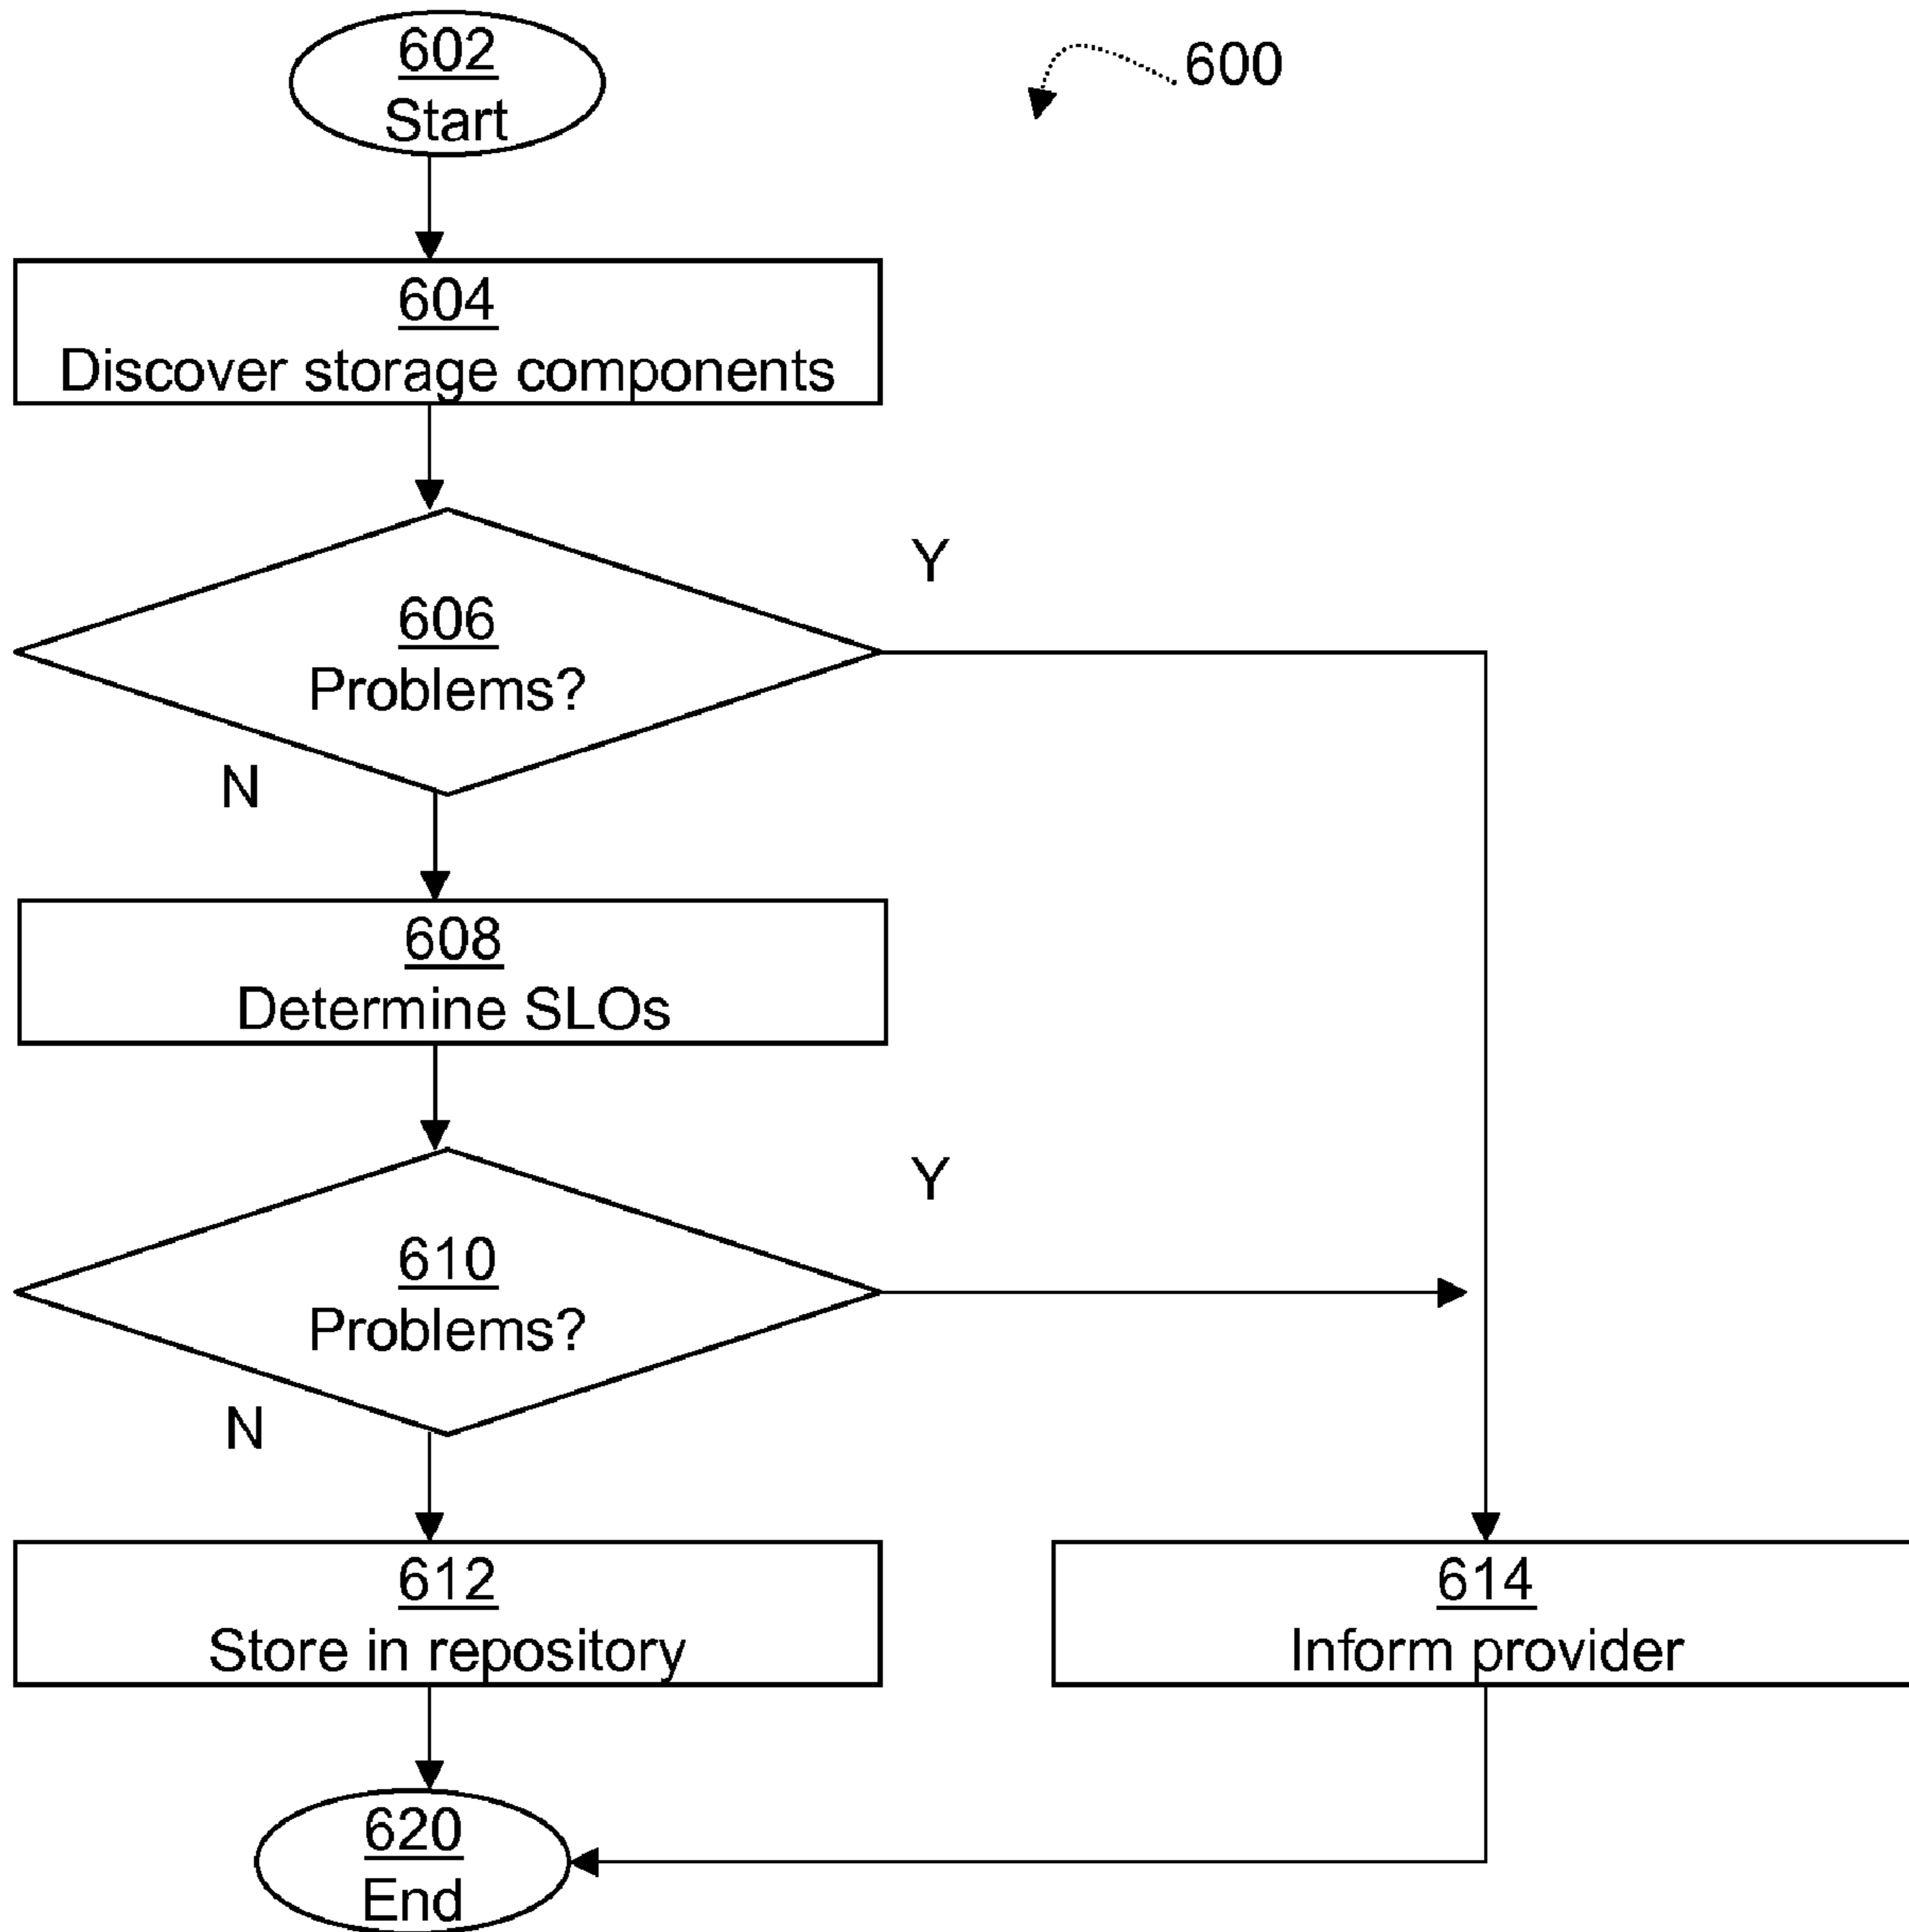 602
Start
600
604
Discover storage components
Y
606
Problems?
N
608
Determine SLOs
Y
610
Problems?
N
612
Store in repository
614
Inform provider
620
End